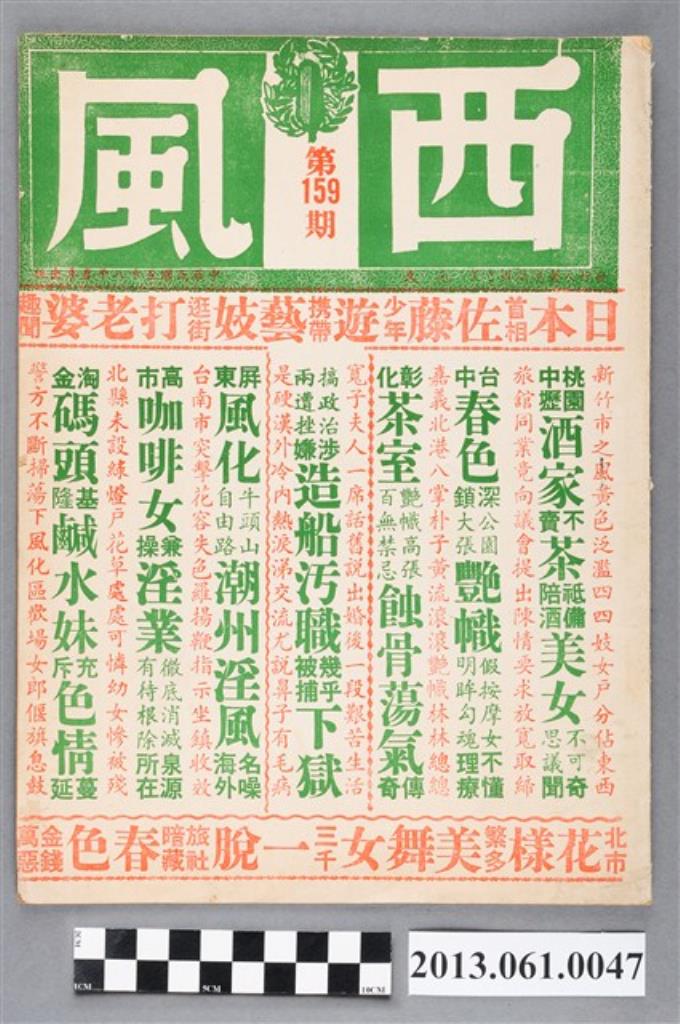 西風
第159期
日本首相佐藤少年遊攜帶藝妓逛街打老婆趣聞
新竹市之風黃色泛濫四四妓女戶分佔東西
桃園中壢酒家不賣茶祗備陪酒美女不可思議奇聞
旅館同業竟向議會提出陳情要求放寬取締
台中春色深鎖公園大張艷幟假按摩女不懂明眸勾魂理療
嘉義北港八掌朴子黃流滾滾艷幟林林總總
彰化茶室艷幟高張百無禁忌蝕骨蕩氣傳奇
寬子夫人一席話舊說出婚後一段艱苦生活
搞政治涉嫌兩遭挫造船汚職幾乎被捕下獄
是硬漢外冷內熱淚涕交流尤說鼻子有毛病
屏東風化牛頭山自由路潮州淫風名噪海外
台南市突擊花容失色羅揚鞭指示坐鎮收效
高市咖啡女兼操淫業徹底消滅泉源有待根除所在
北縣未設綠燈戶花草處處可憐幼女慘被殘
淘金碼頭基隆鹹水妹充斥色情蔓延
警方不斷掃蕩下風化區歡場女郎偃旗息鼓
北市花樣繁多美舞女三千一脫旅社暗藏春色金錢萬惡
1CM
5CM
10CM
2013.061.0047